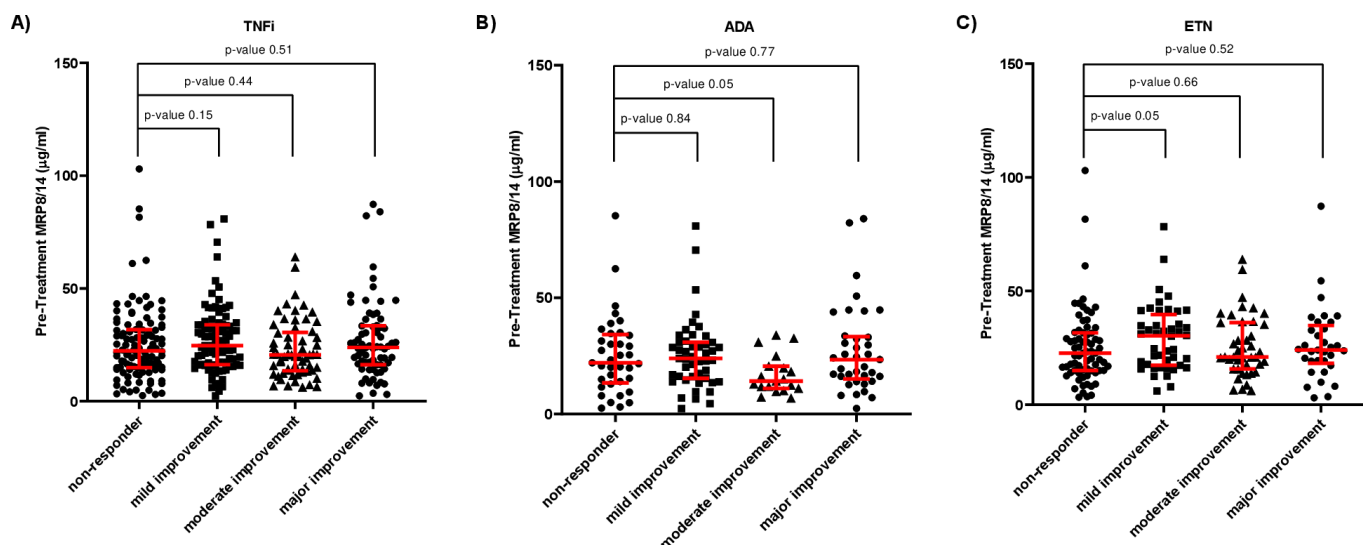 A)
TNFi
p-value 0.51
p-value 0.44
p-value 0.15
Pre-Treatment MRP8/14 (µg/ml)
150
100
50
0
non-responder
mild improvement
moderate improvement
major improvement
B)
ADA
p-value 0.77
p-value 0.05
p-value 0.84
Pre-Treatment MRP8/14 (µg/ml)
150
100
50
0
non-responder
mild improvement
moderate improvement
major improvement
C)
ETN
p-value 0.52
p-value 0.66
p-value 0.05
Pre-Treatment MRP8/14 (µg/ml)
150
100
50
0
non-responder
mild improvement
moderate improvement
major improvement